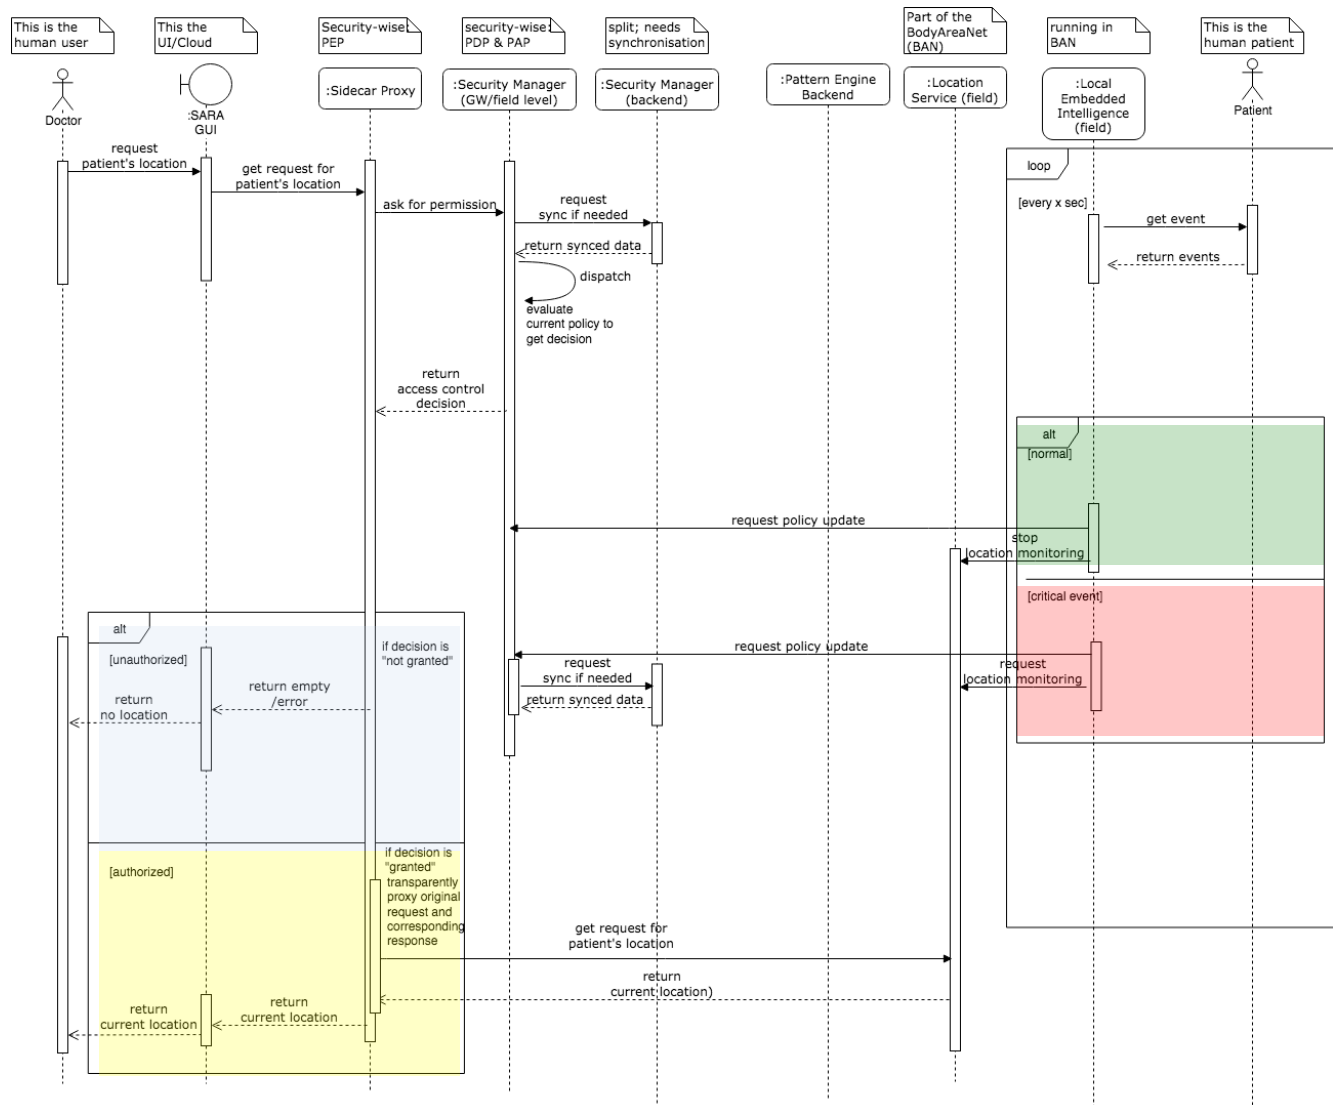 This is the
human user
This the
UI/Cloud
Security-wise:
PEP
security-wise:
PDP & PAP
split; needs
synchronisation
Part of the
BodyAreaNet
(BAN)
running in
BAN
This is the
human patient
Doctor
:SARA
GUI
:Sidecar Proxy
:Security Manager
(GW/field level)
:Security Manager
(backend)
:Pattern Engine
Backend
:Location
Service (field)
:Local
Embedded
Intelligence
(field)
Patient
request
patient's location
get request for
patient's location
ask for permission
request
sync if needed
return synced data
dispatch
evaluate
current policy to
get decision
return
access control
decision
loop
[every x sec]
get event
return events
alt
[normal]
request policy update
stop
location monitoring
[critical event]
request policy update
request
location monitoring
request
sync if needed
return synced data
alt
[unauthorized]
if decision is
"not granted"
return empty
/error
return
no location
[authorized]
if decision is
"granted"
transparently
proxy original
request and
corresponding
response
get request for
patient's location
return
current location)
return
current location
return
current location